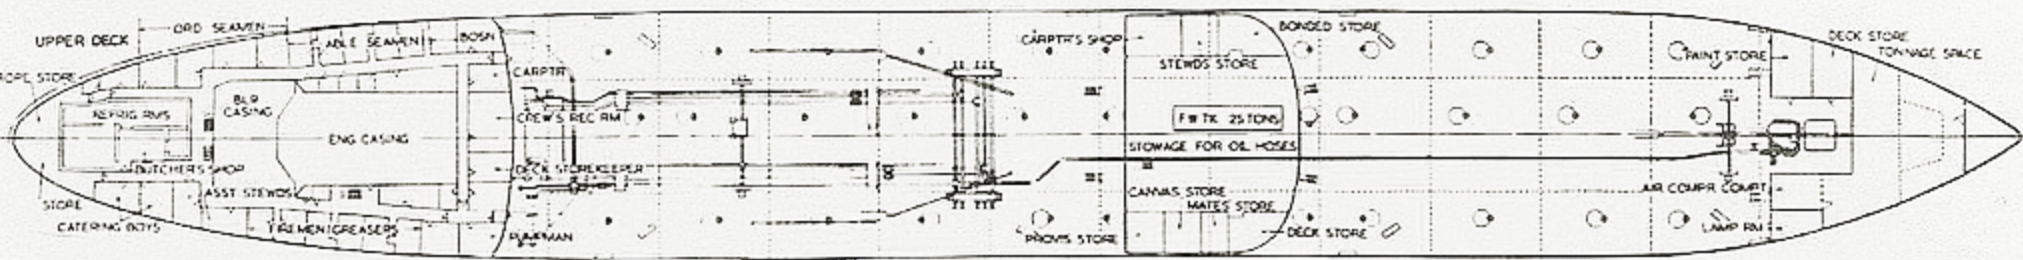 UPPER DECK
ORD SEAMEN
ABLE SEAMEN
BOSN
ROPE STORE
REFRIG RMS
BLR
CASING
ENG CASING
BUTCHER'S SHOP
ASST STEWDS
STORE
CATERING BOYS
FIREMEN GREASERS
CARPTR
CREW'S REC RM
DECK STOREKEEPER
PUMPMAN
CARPTR'S SHOP
STEWDS STORE
F W TK 25 TONS
STOWAGE FOR OIL HOSES
CANVAS STORE
MATES STORE
PROVIS STORE
BONDED STORE
DECK STORE
PAINT STORE
DECK STORE
TONNAGE SPACE
AIR COMPR COMPT
LAMP RM